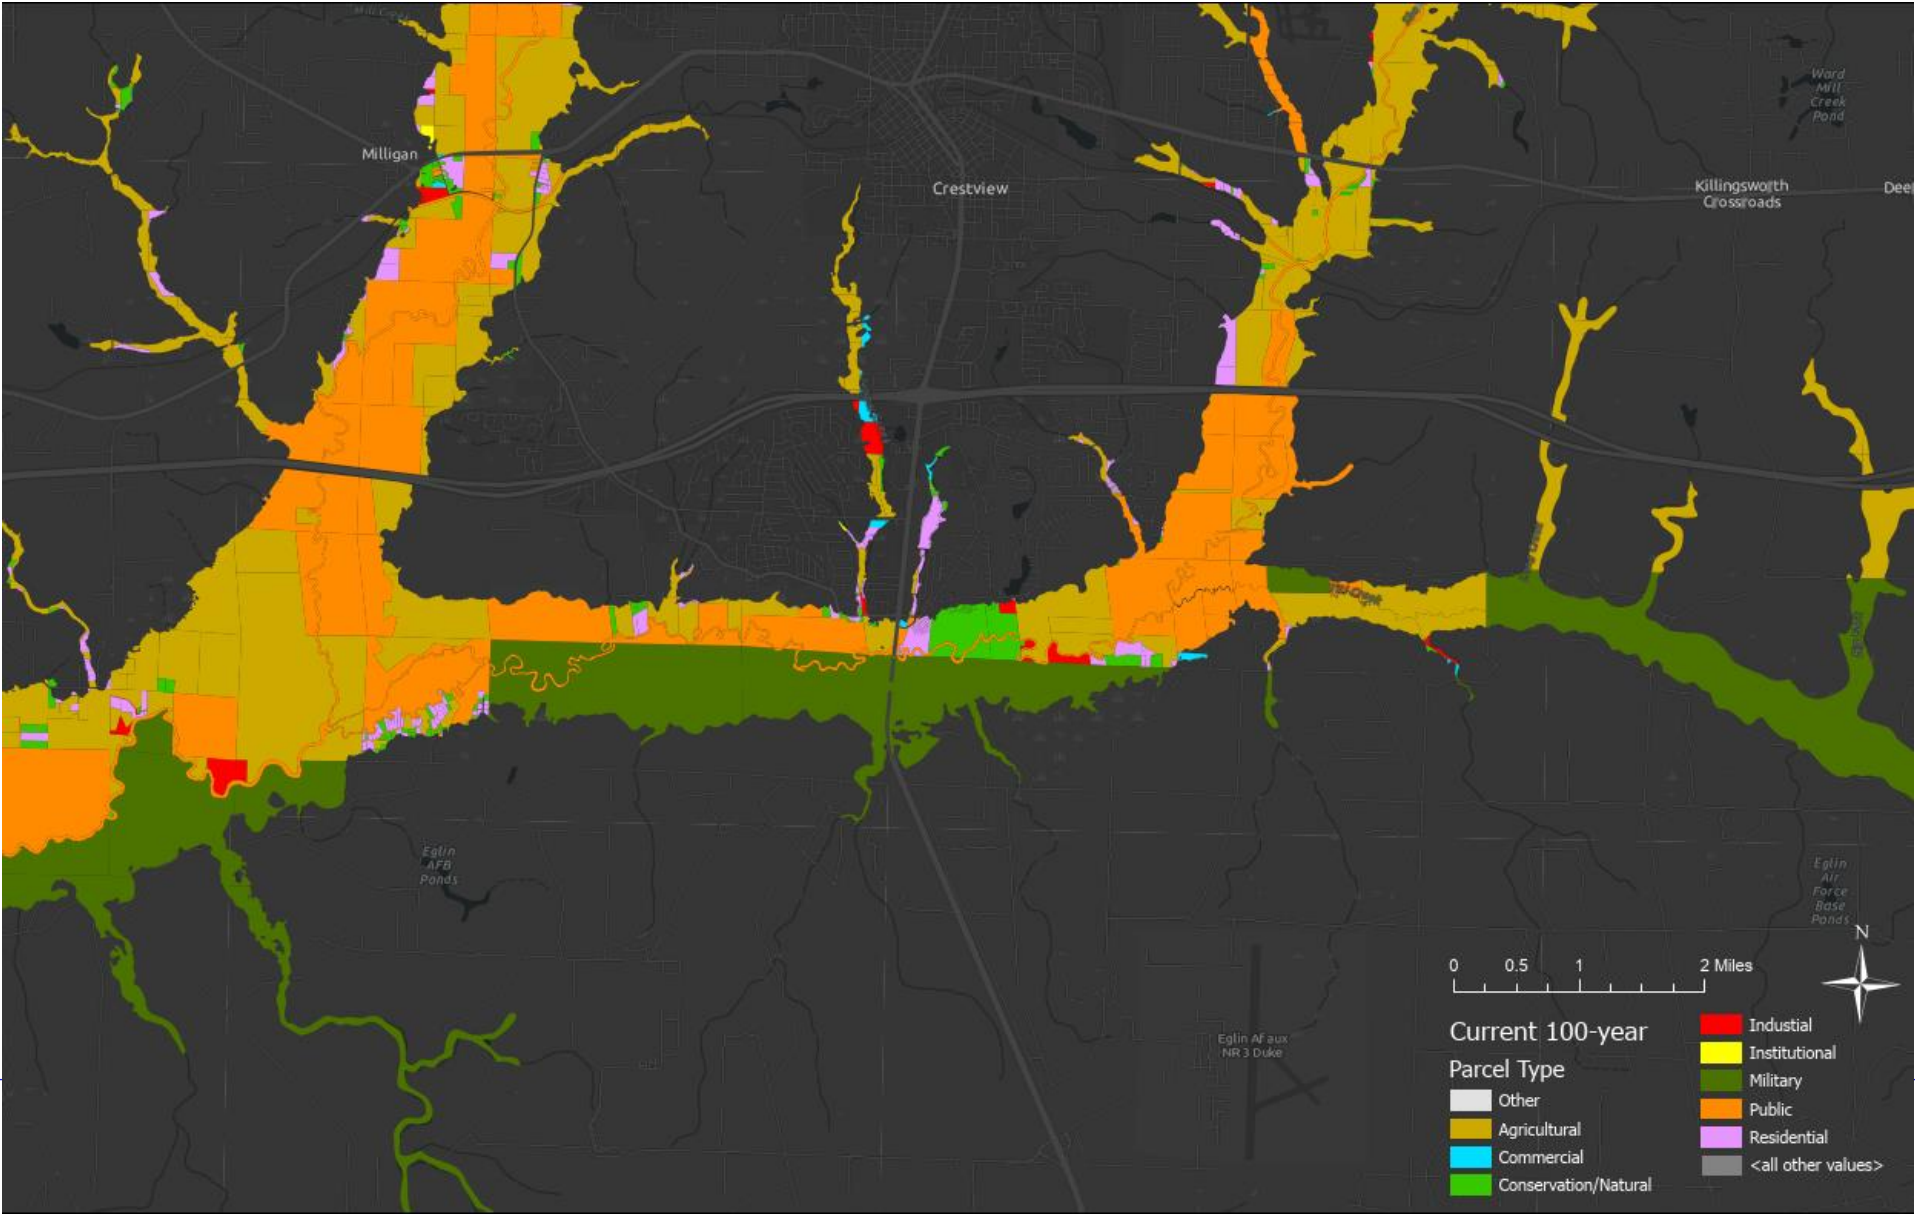 Ward
Mill
Creek
Pond
Milligan
Crestview
Killingsworth
Crossroads
Eglin
AFB
Ponds
Eglin
Air
Force
Base
Ponds
N
0 0.5 1 2 Miles
Eglin Af aux
NR 3 Duke
Current 100-year
Parcel Type
Other
Agricultural
Commercial
Conservation/Natural
Industial
Institutional
Military
Public
Residential
<all other values>